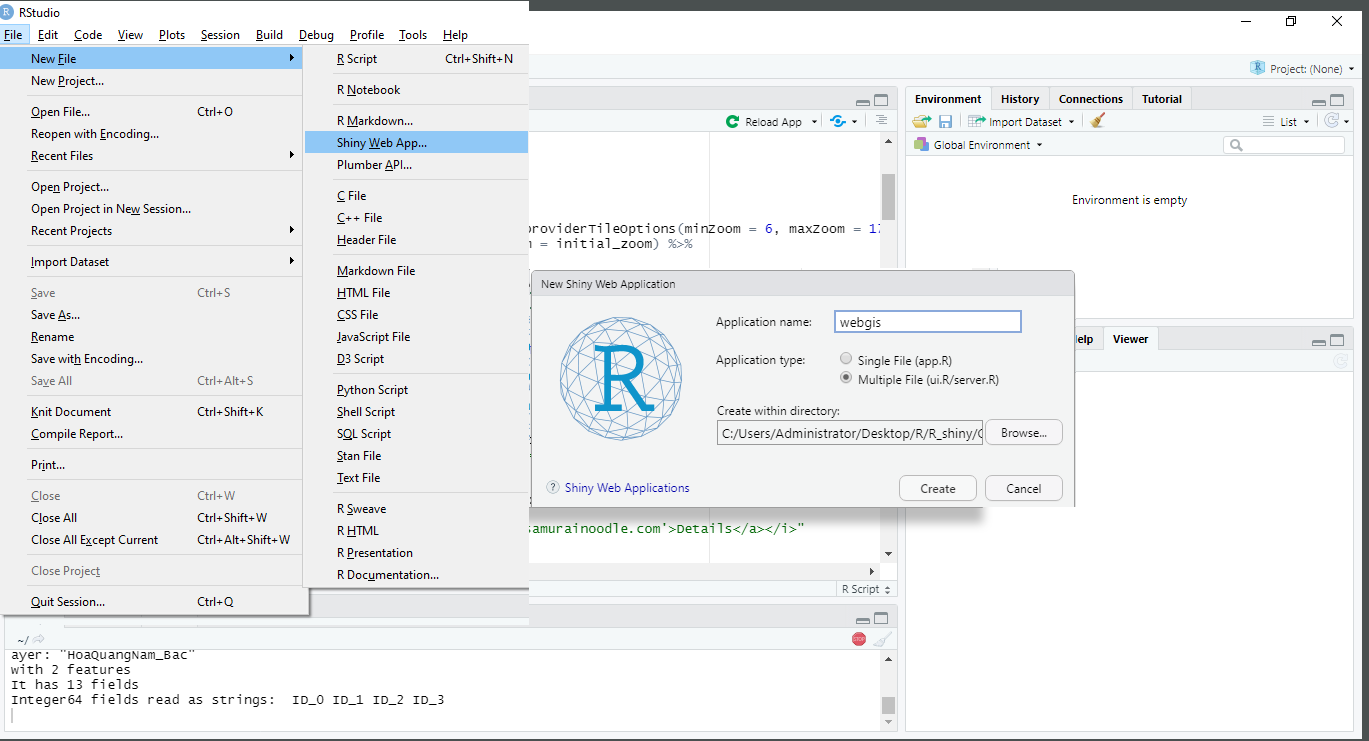 RStudio
File Edit Code View Plots Session Build Debug Profile Tools Help
New File
New Project...
Open File... Ctrl+O
Reopen with Encoding...
Recent Files
Open Project...
Open Project in New Session...
Recent Projects
Import Dataset
Save Ctrl+S
Save As...
Rename
Save with Encoding...
Save All Ctrl+Alt+S
Knit Document Ctrl+Shift+K
Compile Report...
Print...
Close Ctrl+W
Close All Ctrl+Shift+W
Close All Except Current Ctrl+Alt+Shift+W
Close Project
Quit Session... Ctrl+Q
R Script Ctrl+Shift+N
R Notebook
R Markdown...
Shiny Web App...
Plumber API...
C File
C++ File
Header File
Markdown File
HTML File
CSS File
JavaScript File
D3 Script
Python Script
Shell Script
SQL Script
Stan File
Text File
R Sweave
R HTML
R Presentation
R Documentation...
Reload App
roviderTileOptions(minZoom = 6, maxZoom = 17
= initial_zoom) %>%
samurainoodle.com'>Details</a></i>"
R Script
New Shiny Web Application
R
Application name: webgis
Application type: Single File (app.R)
Multiple File (ui.R/server.R)
Create within directory:
C:/Users/Administrator/Desktop/R/R_shiny/ Browse...
? Shiny Web Applications Create Cancel
Project: (None)
Environment History Connections Tutorial
Import Dataset List
Global Environment
Environment is empty
elp Viewer
~/
STOP
ayer: "HoaQuangNam_Bac"
with 2 features
It has 13 fields
Integer64 fields read as strings: ID_0 ID_1 ID_2 ID_3